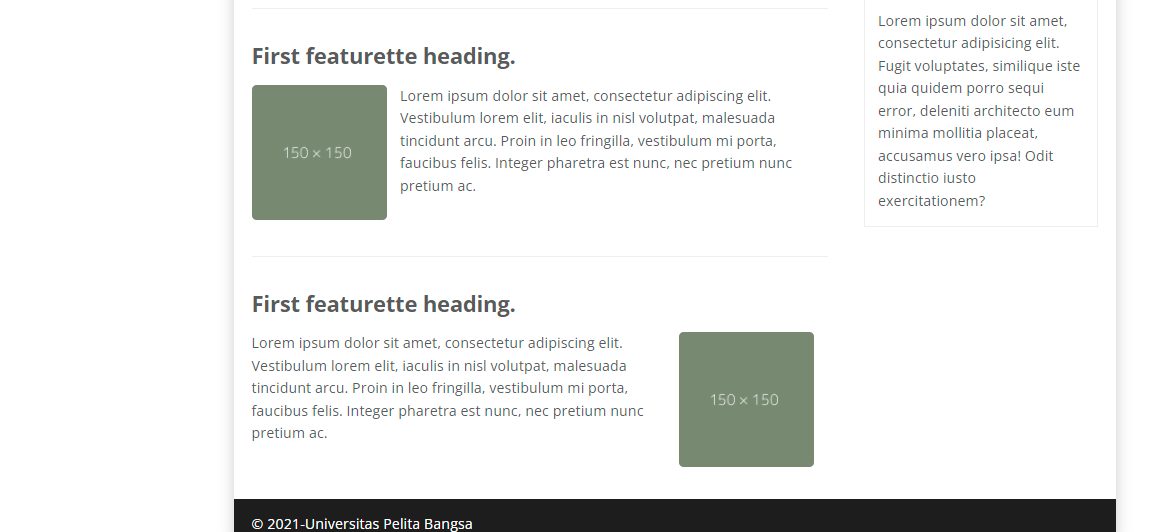 First featurette heading.
150 × 150
Lorem ipsum dolor sit amet, consectetur adipiscing elit.
Vestibulum lorem elit, iaculis in nisl volutpat, malesuada
tincidunt arcu. Proin in leo fringilla, vestibulum mi porta,
faucibus felis. Integer pharetra est nunc, nec pretium nunc
pretium ac.
First featurette heading.
Lorem ipsum dolor sit amet, consectetur adipiscing elit.
Vestibulum lorem elit, iaculis in nisl volutpat, malesuada
tincidunt arcu. Proin in leo fringilla, vestibulum mi porta,
faucibus felis. Integer pharetra est nunc, nec pretium nunc
pretium ac.
150 × 150
Lorem ipsum dolor sit amet,
consectetur adipisicing elit.
Fugit voluptates, similique iste
quia quidem porro sequi
error, deleniti architecto eum
minima mollitia placeat,
accusamus vero ipsa! Odit
distinctio iusto
exercitationem?
© 2021-Universitas Pelita Bangsa